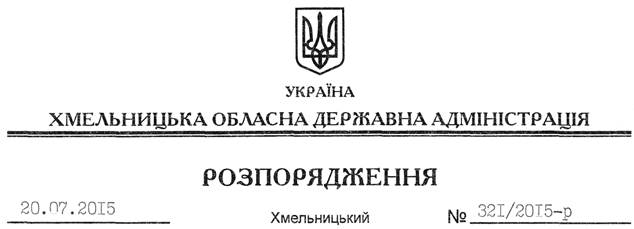 УКРАЇНА
ХМЕЛЬНИЦЬКА ОБЛАСНА ДЕРЖАВНА АДМІНІСТРАЦІЯ
РОЗПОРЯДЖЕННЯ
20.07.2015 Хмельницький № 321/2015-р